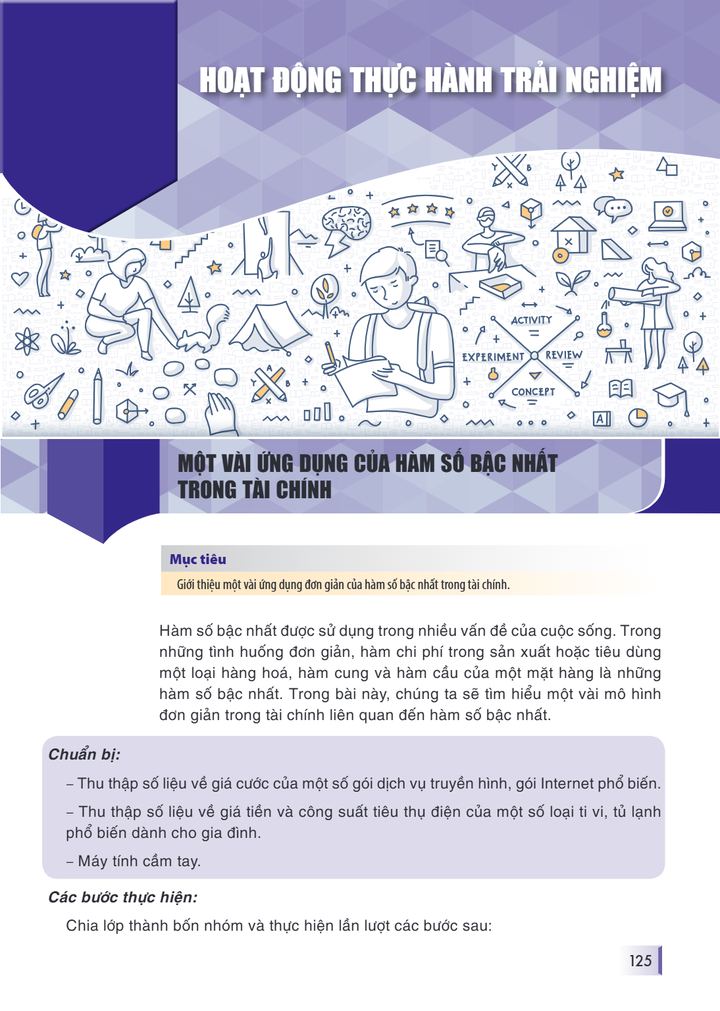 HOẠT ĐỘNG THỰC HÀNH TRẢI NGHIỆM
Y
B
X
ACTIVITY
EXPERIMENT
REVIEW
CONCEPT
A
Y
B
X
A
MỘT VÀI ỨNG DỤNG CỦA HÀM SỐ BẬC NHẤT
TRONG TÀI CHÍNH
Mục tiêu
Giới thiệu một vài ứng dụng đơn giản của hàm số bậc nhất trong tài chính.
Hàm số bậc nhất được sử dụng trong nhiều vấn đề của cuộc sống. Trong
những tình huống đơn giản, hàm chi phí trong sản xuất hoặc tiêu dùng
một loại hàng hoá, hàm cung và hàm cầu của một mặt hàng là những
hàm số bậc nhất. Trong bài này, chúng ta sẽ tìm hiểu một vài mô hình
đơn giản trong tài chính liên quan đến hàm số bậc nhất.
Chuẩn bị:
– Thu thập số liệu về giá cước của một số gói dịch vụ truyền hình, gói Internet phổ biến.
– Thu thập số liệu về giá tiền và công suất tiêu thụ điện của một số loại ti vi, tủ lạnh
phổ biến dành cho gia đình.
– Máy tính cầm tay.
Các bước thực hiện:
Chia lớp thành bốn nhóm và thực hiện lần lượt các bước sau:
125